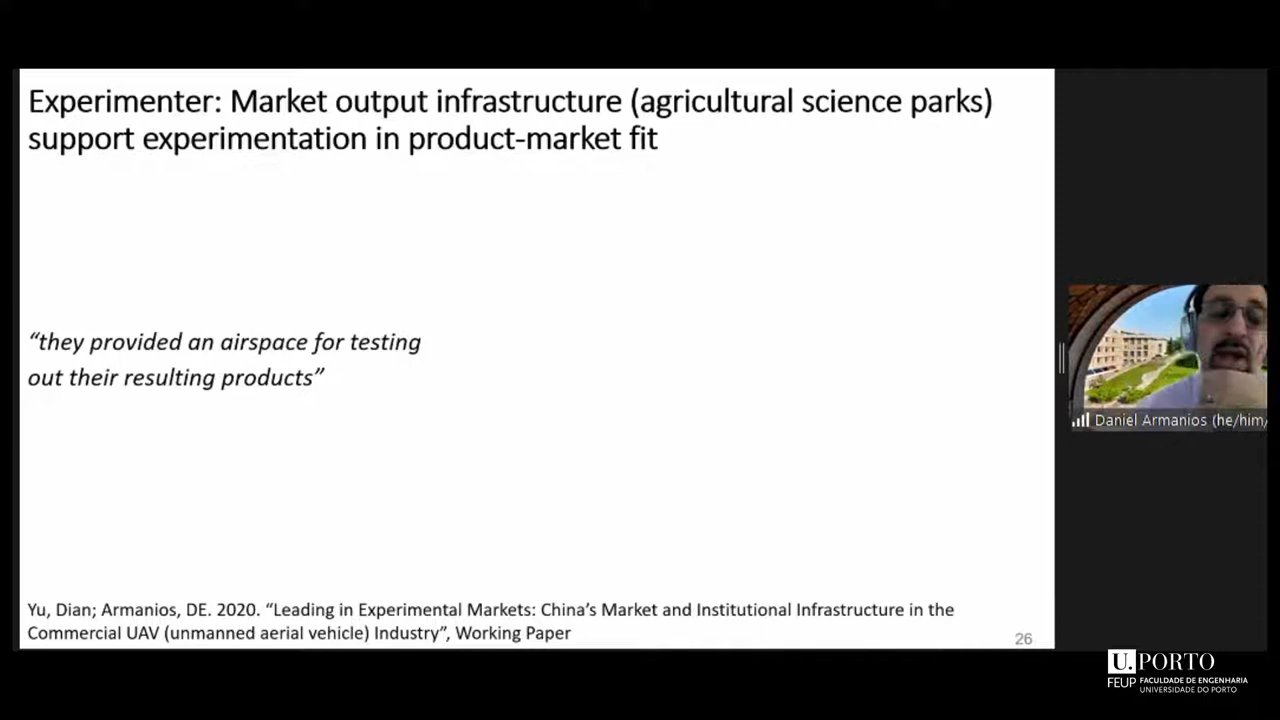 Experimenter: Market output infrastructure (agricultural science parks)
support experimentation in product-market fit
“they provided an airspace for testing
out their resulting products”
Yu, Dian; Armanios, DE. 2020. “Leading in Experimental Markets: China’s Market and Institutional Infrastructure in the
Commercial UAV (unmanned aerial vehicle) Industry”, Working Paper
26
Daniel Armanios (he/him/
U.PORTO
FEUP FACULDADE DE ENGENHARIA
UNIVERSIDADE DO PORTO